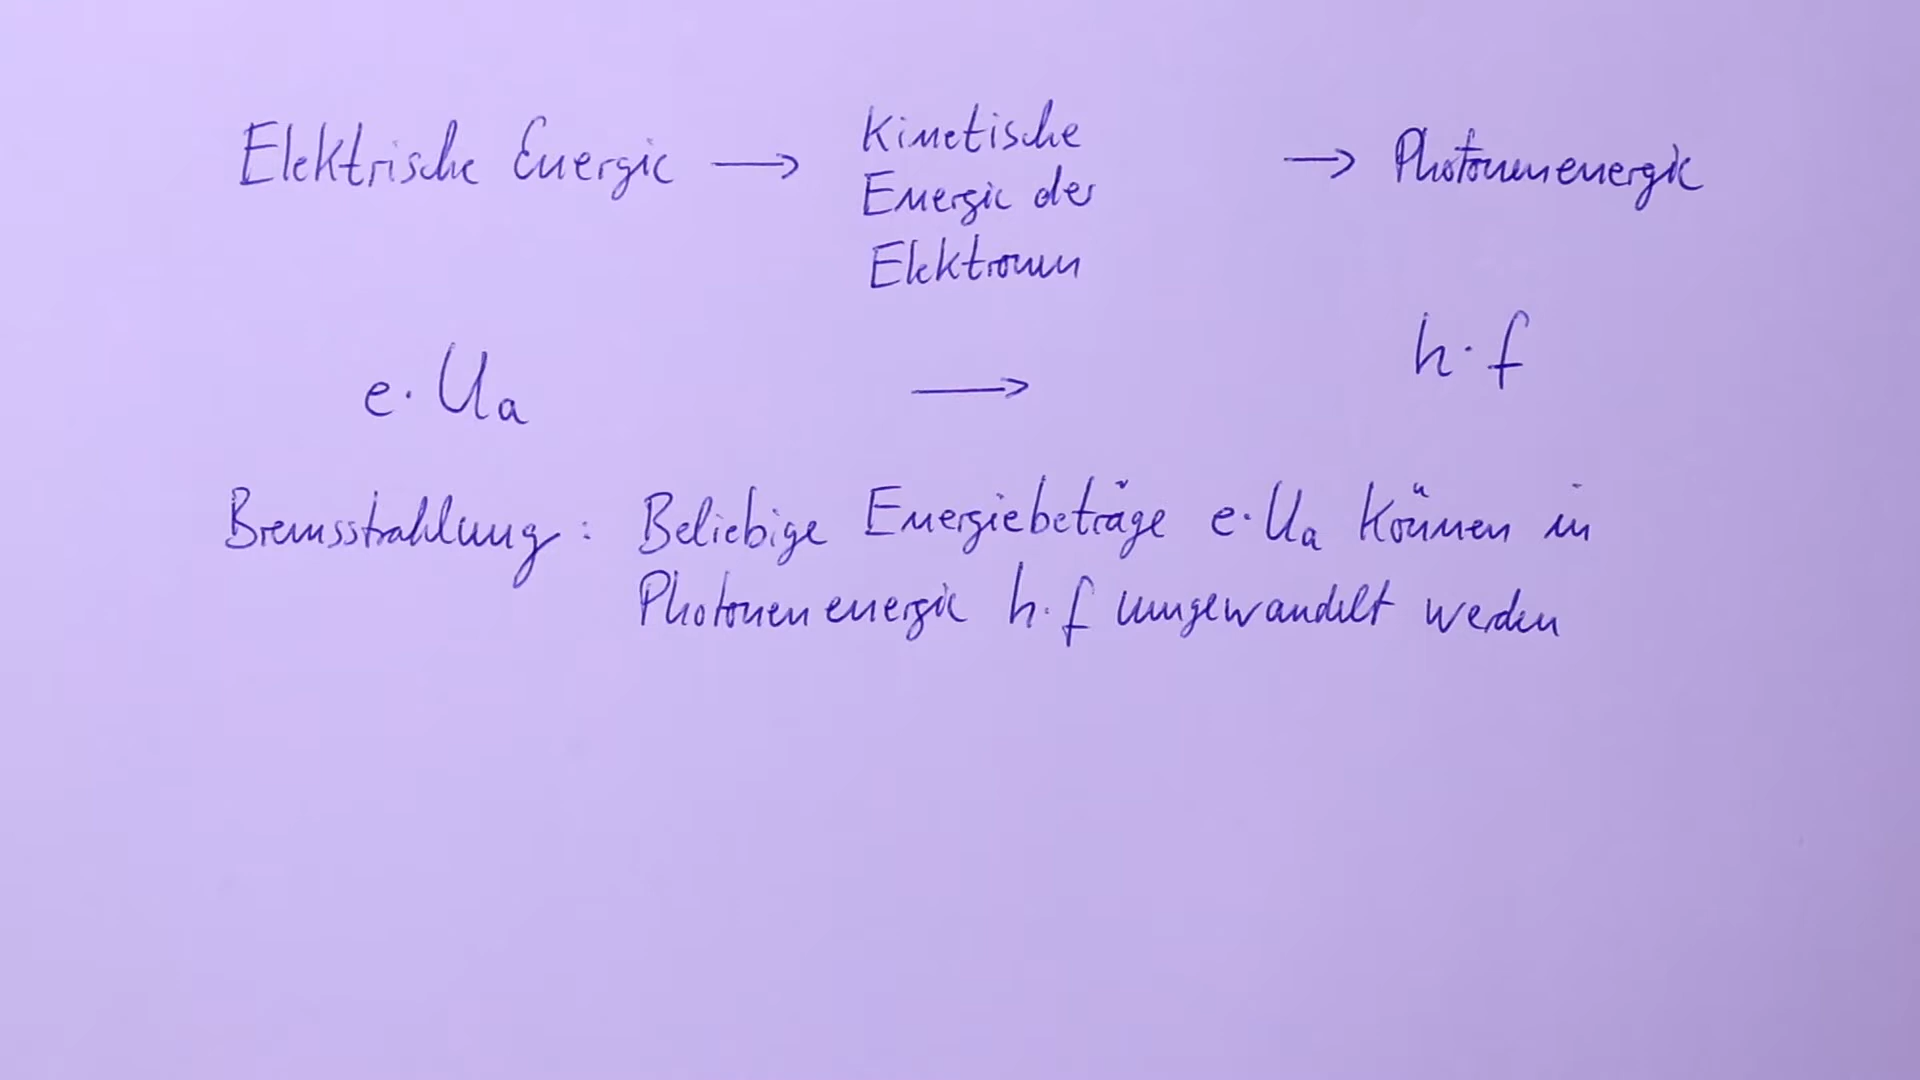 Elektrische Energie → Kinetische → Photonenenergie
Energie der
Elektronen
e · Ua → h · f
Bremsstrahlung : Beliebige Energiebeträge e · Ua können in
Photonenenergie h · f umgewandelt werden